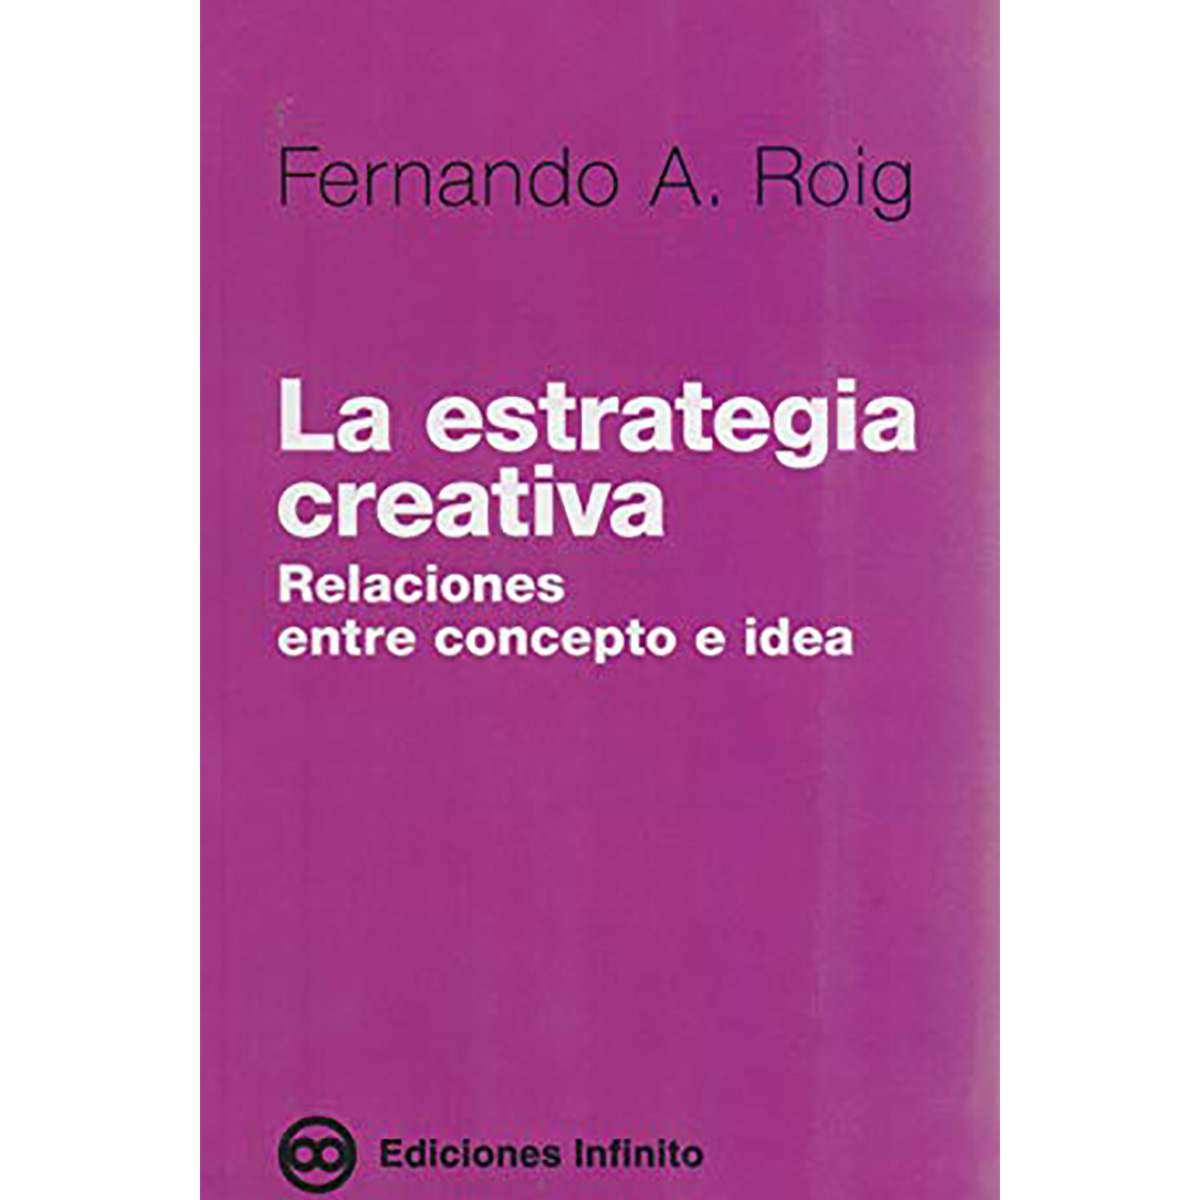 Fernando A. Roig
La estrategia
creativa
Relaciones
entre concepto e idea
Ediciones Infinito